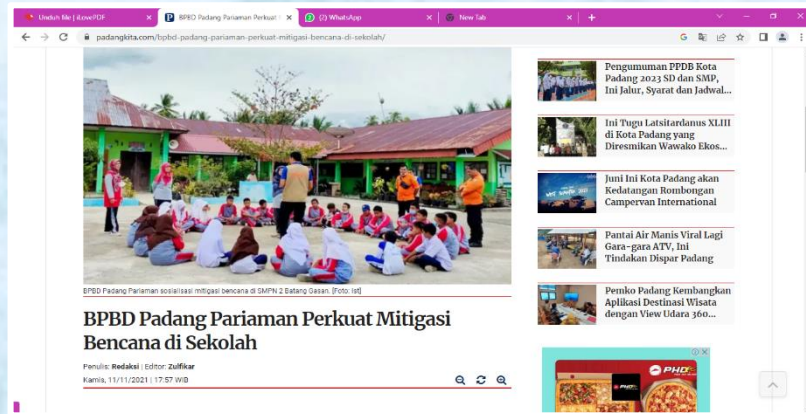 Unduh file | iLovePDF
BPBD Padang Pariaman Perkuat
(2) WhatsApp
New Tab
padangkita.com/bpbd-padang-pariaman-perkuat-mitigasi-bencana-di-sekolah/
BPBD Padang Pariaman sosialisasi mitigasi bencana di SMPN 2 Batang Gasan. [Foto: Ist]
BPBD Padang Pariaman Perkuat Mitigasi
Bencana di Sekolah
Penulis: Redaksi | Editor: Zulfikar
Kamis, 11/11/2021 | 17:57 WIB
Pengumuman PPDB Kota
Padang 2023 SD dan SMP,
Ini Jalur, Syarat dan Jadwal...
Ini Tugu Latsitardanus XLIII
di Kota Padang yang
Diresmikan Wawako Ekos...
Juni Ini Kota Padang akan
Kedatangan Rombongan
Campervan International
Pantai Air Manis Viral Lagi
Gara-gara ATV, Ini
Tindakan Dispar Padang
Pemko Padang Kembangkan
Aplikasi Destinasi Wisata
dengan View Udara 360...
PHD